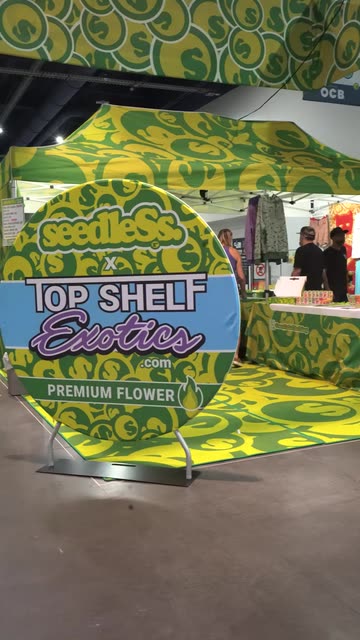 OCB
seedleSs.
X
TOP SHELF
Exotics
.com
PREMIUM FLOWER